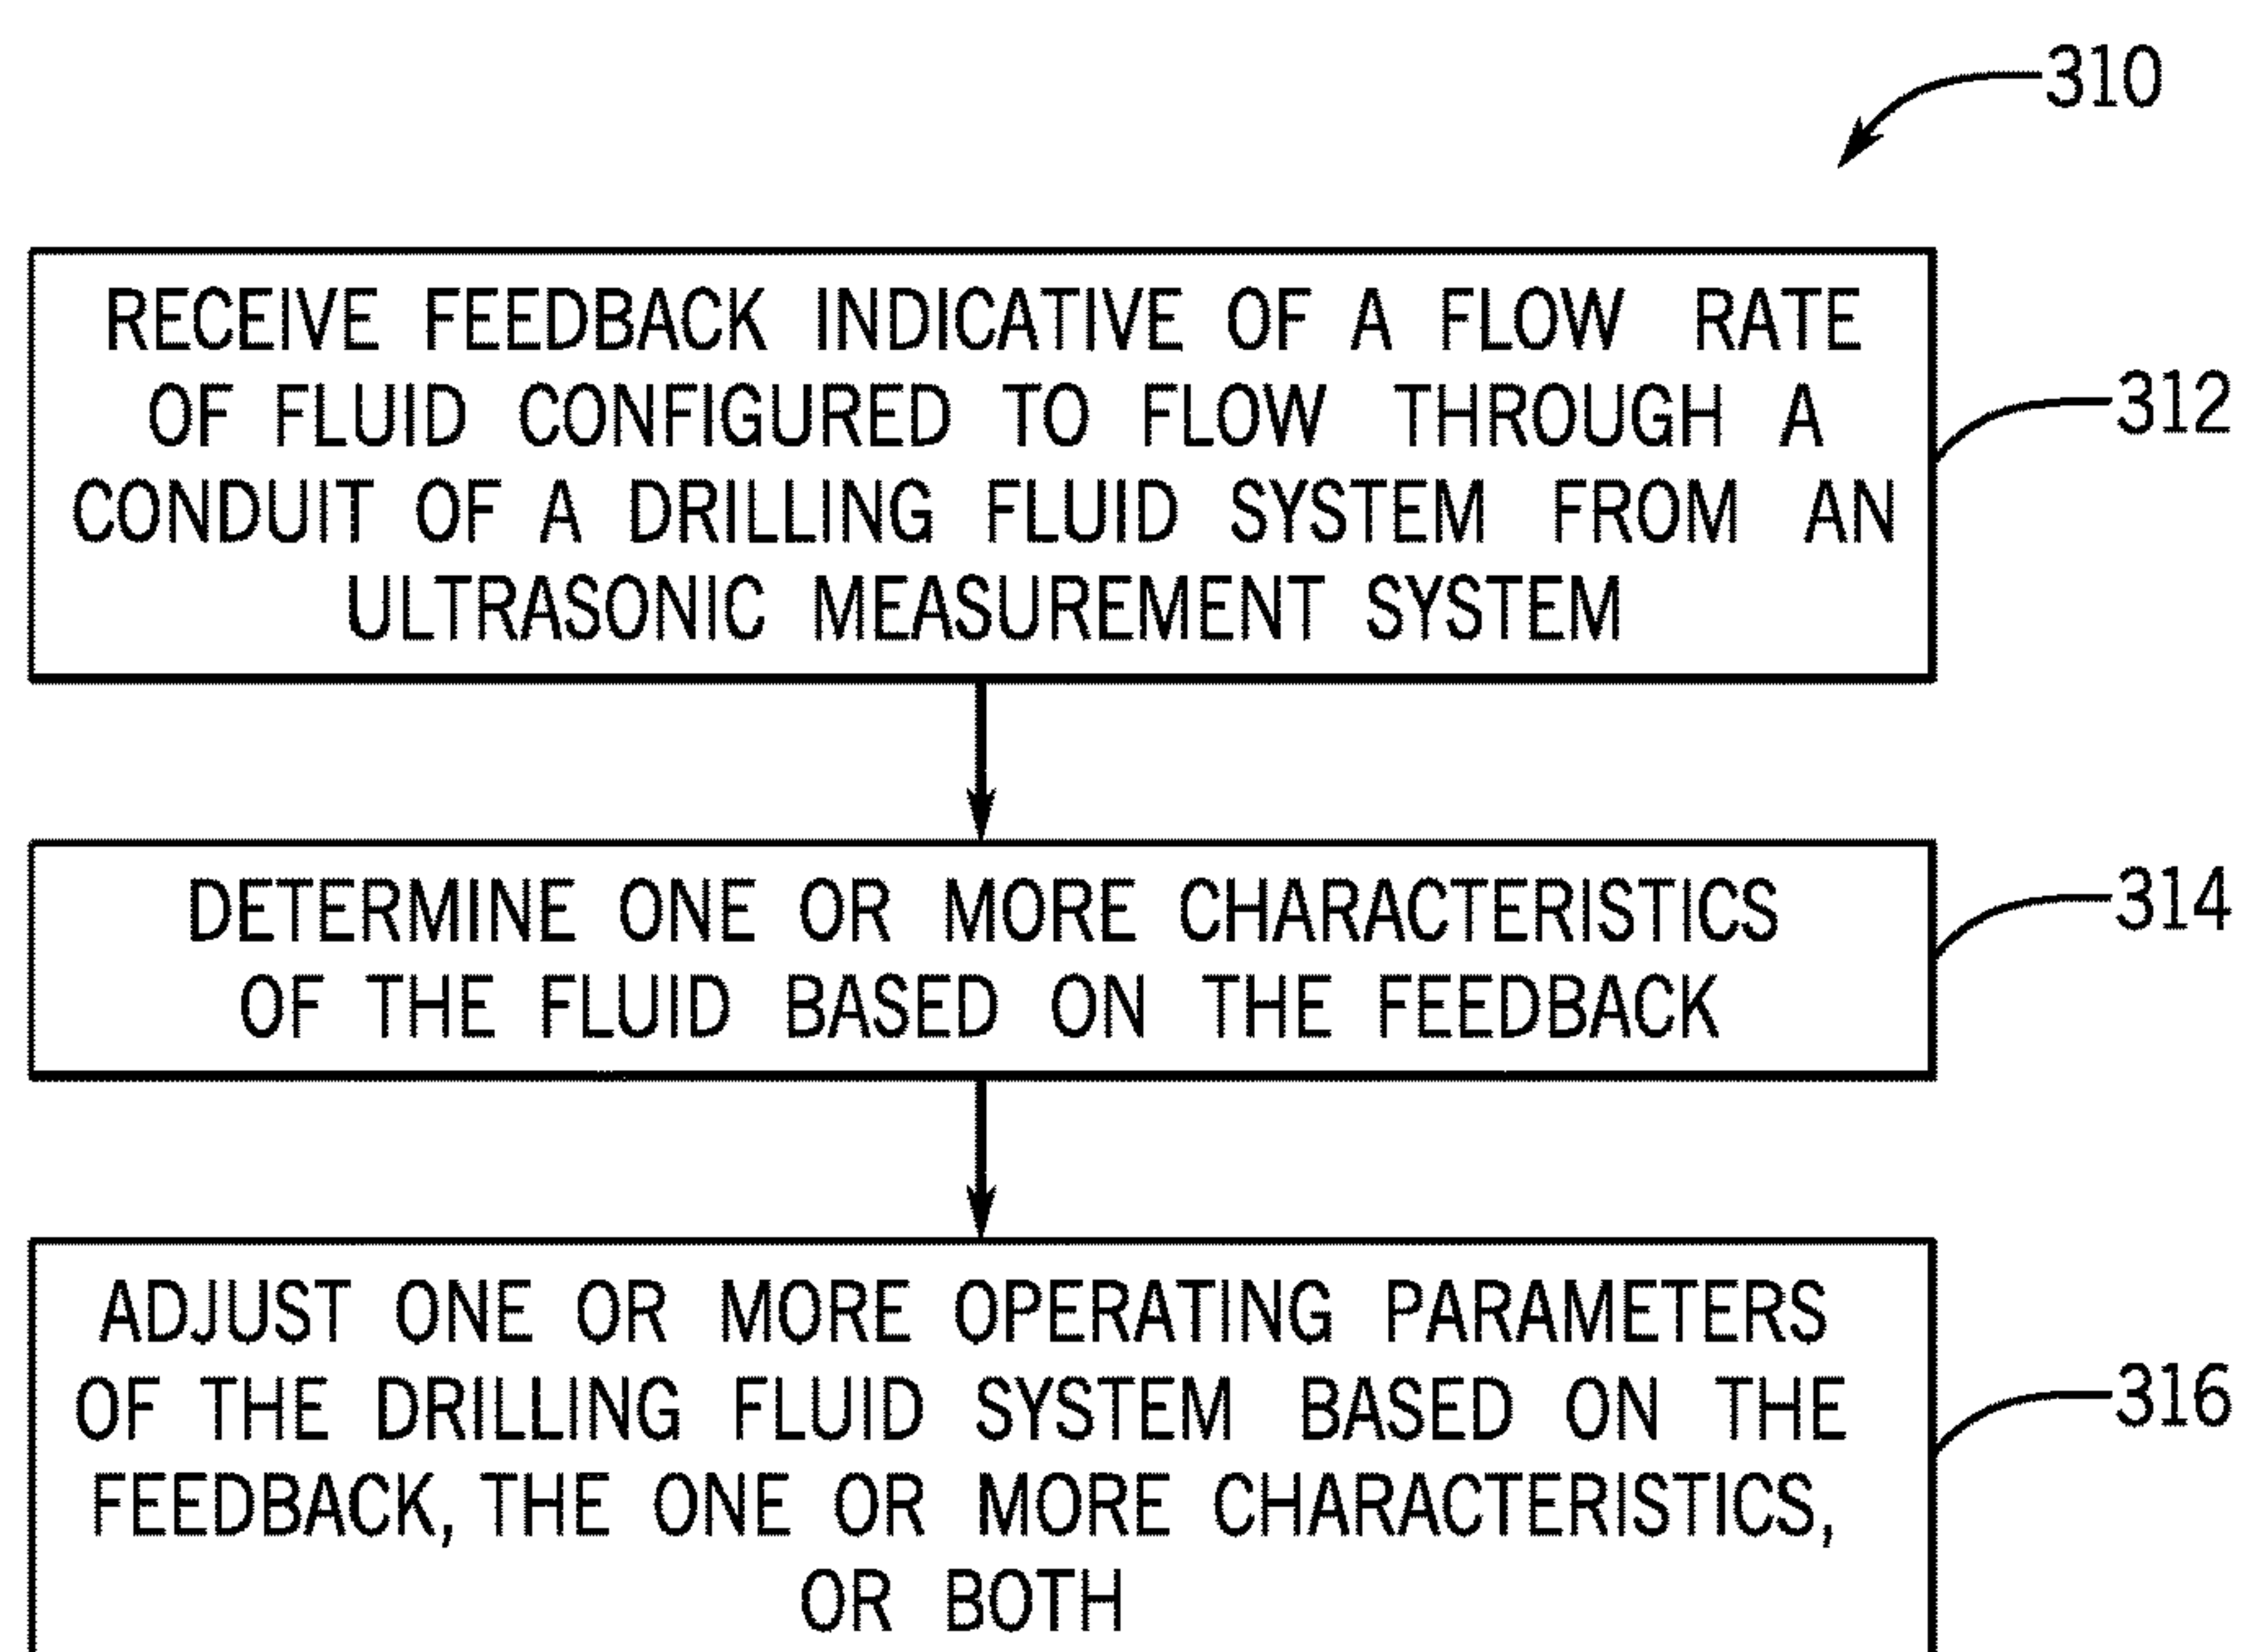 310
RECEIVE FEEDBACK INDICATIVE OF A FLOW RATE
OF FLUID CONFIGURED TO FLOW THROUGH A
CONDUIT OF A DRILLING FLUID SYSTEM FROM AN
ULTRASONIC MEASUREMENT SYSTEM
312
DETERMINE ONE OR MORE CHARACTERISTICS
OF THE FLUID BASED ON THE FEEDBACK
314
ADJUST ONE OR MORE OPERATING PARAMETERS
OF THE DRILLING FLUID SYSTEM BASED ON THE
FEEDBACK, THE ONE OR MORE CHARACTERISTICS,
OR BOTH
316